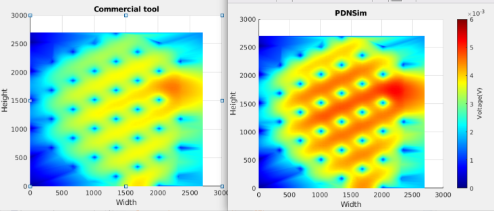 Commercial tool
3000
2500
2000
1500
1000
500
0
Height
0 500 1000 1500 2000 2500 3000
Width
PDNSim
3000
2500
2000
1500
1000
500
0
Height
0 500 1000 1500 2000 2500 3000
Width
×10⁻³
6
5
4
3
2
1
0
Voltage(V)